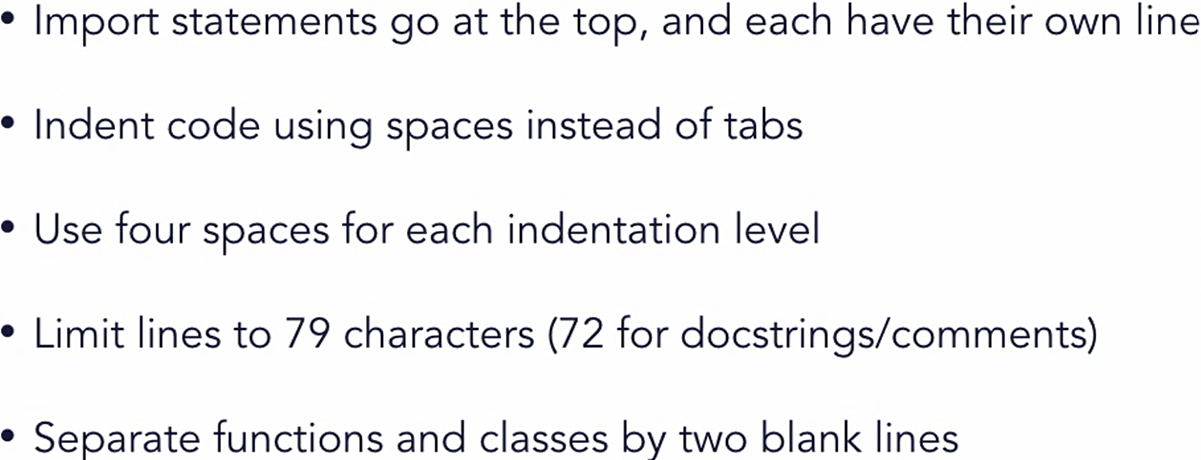 • Import statements go at the top, and each have their own line
• Indent code using spaces instead of tabs
• Use four spaces for each indentation level
• Limit lines to 79 characters (72 for docstrings/comments)
• Separate functions and classes by two blank lines